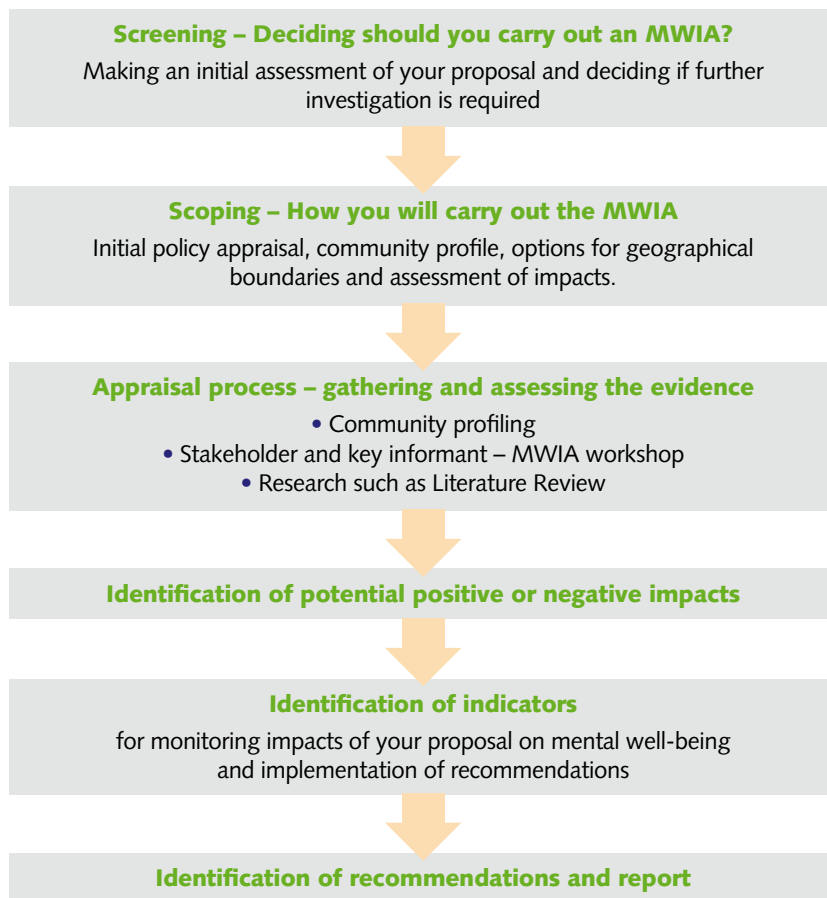 Screening – Deciding should you carry out an MWIA?
Making an initial assessment of your proposal and deciding if further
investigation is required
Scoping – How you will carry out the MWIA
Initial policy appraisal, community profile, options for geographical
boundaries and assessment of impacts.
Appraisal process – gathering and assessing the evidence
• Community profiling
• Stakeholder and key informant – MWIA workshop
• Research such as Literature Review
Identification of potential positive or negative impacts
Identification of indicators
for monitoring impacts of your proposal on mental well-being
and implementation of recommendations
Identification of recommendations and report